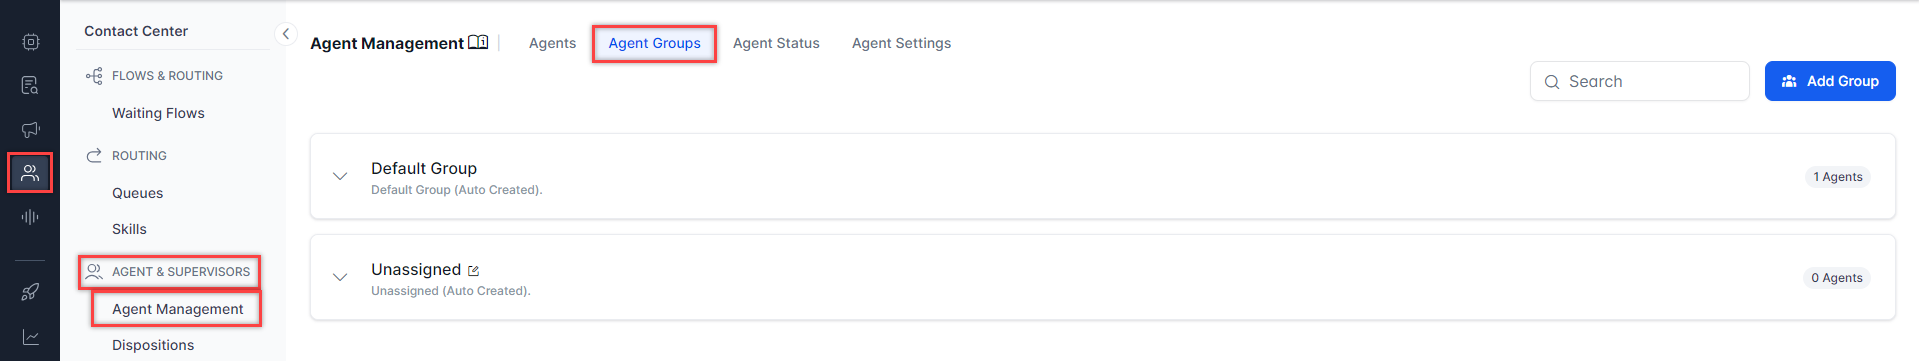 Contact Center
FLOWS & ROUTING
Waiting Flows
ROUTING
Queues
Skills
AGENT & SUPERVISORS
Agent Management
Dispositions
Agent Management
Agents
Agent Groups
Agent Status
Agent Settings
Search
Add Group
Default Group
Default Group (Auto Created).
1 Agents
Unassigned
Unassigned (Auto Created).
0 Agents